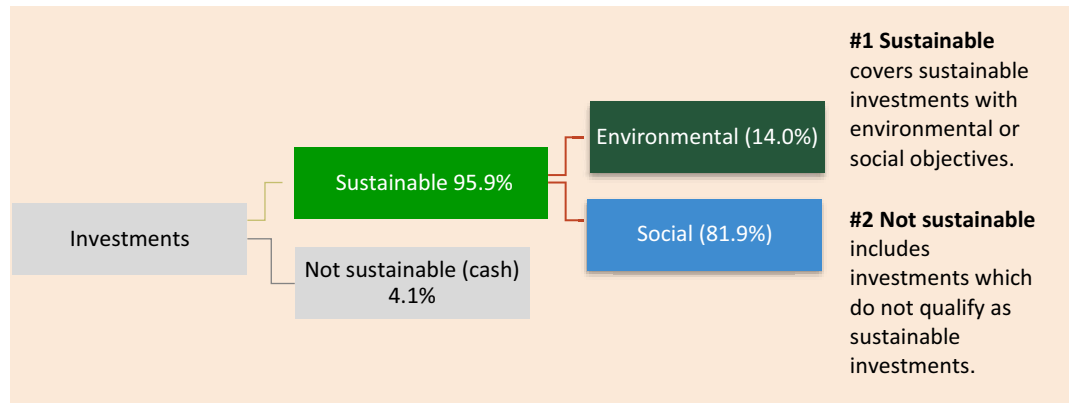 Investments
Sustainable 95.9%
Not sustainable (cash)
4.1%
Environmental (14.0%)
Social (81.9%)
#1 Sustainable
covers sustainable
investments with
environmental or
social objectives.
#2 Not sustainable
includes
investments which
do not qualify as
sustainable
investments.